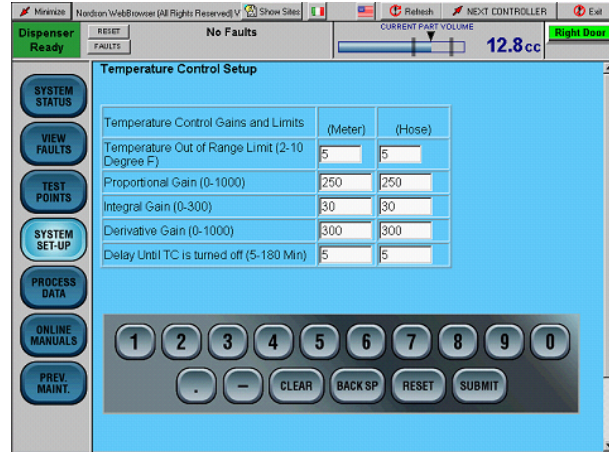 Minimize
Nordson WebBrowser (All Rights Reserved) V
Show Sites
Refresh
NEXT CONTROLLER
Exit
Dispenser
Ready
RESET
FAULTS
No Faults
CURRENT PART VOLUME
12.8 cc
Right Door
Temperature Control Setup
SYSTEM
STATUS
VIEW
FAULTS
TEST
POINTS
SYSTEM
SET-UP
PROCESS
DATA
ONLINE
MANUALS
PREV.
MAINT.
Temperature Control Gains and Limits (Meter) (Hose)
Temperature Out of Range Limit (2-10
Degree F) 5 5
Proportional Gain (0-1000) 250 250
Integral Gain (0-300) 30 30
Derivative Gain (0-1000) 300 300
Delay Until TC is turned off (5-180 Min) 5 5
1 2 3 4 5 6 7 8 9 0
. − CLEAR BACK SP RESET SUBMIT